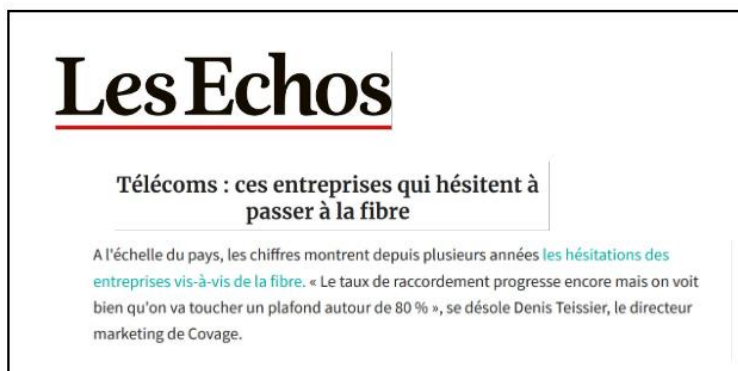 Les Echos
Télécoms : ces entreprises qui hésitent à
passer à la fibre
A l'échelle du pays, les chiffres montrent depuis plusieurs années les hésitations des
entreprises vis-à-vis de la fibre. « Le taux de raccordement progresse encore mais on voit
bien qu'on va toucher un plafond autour de 80 % », se désole Denis Teissier, le directeur
marketing de Covage.